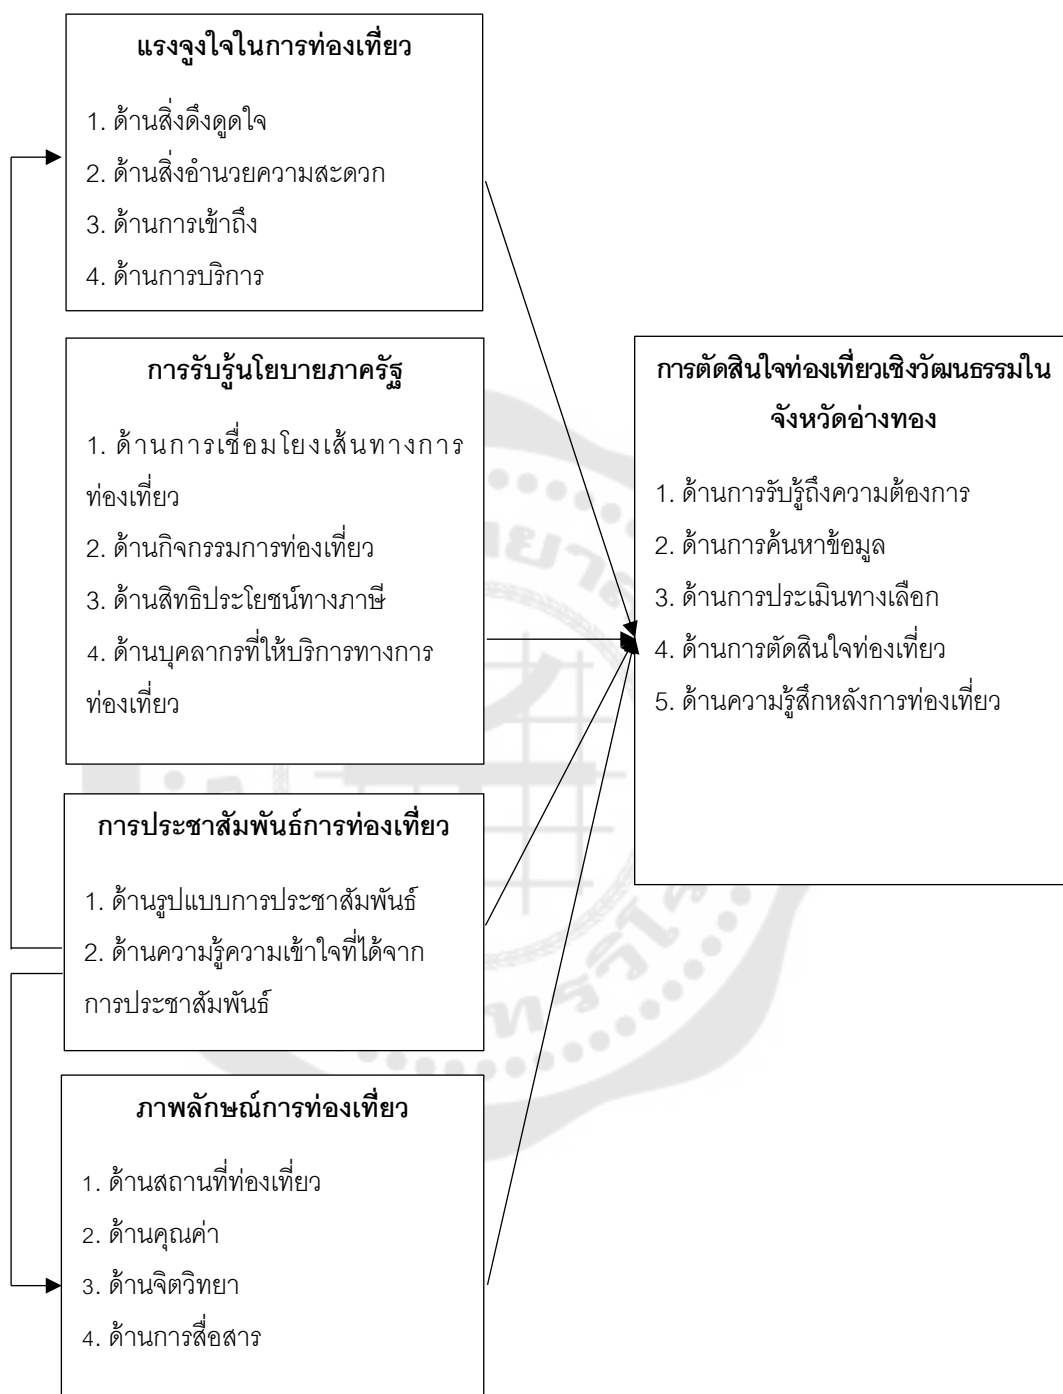 แรงจูงใจในการท่องเที่ยว
1. ด้านสิ่งดึงดูดใจ
2. ด้านสิ่งอำนวยความสะดวก
3. ด้านการเข้าถึง
4. ด้านการบริการ
การรับรู้นโยบายภาครัฐ
1. ด้านการเชื่อมโยงเส้นทางการ
ท่องเที่ยว
2. ด้านกิจกรรมการท่องเที่ยว
3. ด้านสิทธิประโยชน์ทางภาษี
4. ด้านบุคลากรที่ให้บริการทางการ
ท่องเที่ยว
การประชาสัมพันธ์การท่องเที่ยว
1. ด้านรูปแบบการประชาสัมพันธ์
2. ด้านความรู้ความเข้าใจที่ได้จาก
การประชาสัมพันธ์
ภาพลักษณ์การท่องเที่ยว
1. ด้านสถานที่ท่องเที่ยว
2. ด้านคุณค่า
3. ด้านจิตวิทยา
4. ด้านการสื่อสาร
การตัดสินใจท่องเที่ยวเชิงวัฒนธรรมใน
จังหวัดอ่างทอง
1. ด้านการรับรู้ถึงความต้องการ
2. ด้านการค้นหาข้อมูล
3. ด้านการประเมินทางเลือก
4. ด้านการตัดสินใจท่องเที่ยว
5. ด้านความรู้สึกหลังการท่องเที่ยว